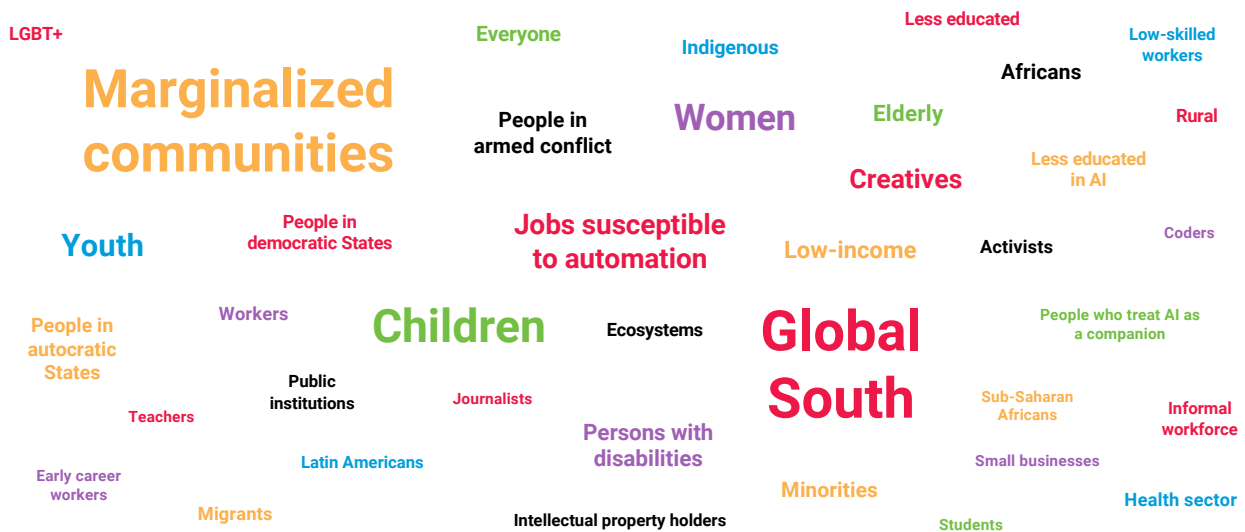 LGBT+
Everyone
Less educated
Indigenous
Low-skilled
workers
Marginalized
communities
Africans
People in
armed conflict
Women
Elderly
Rural
Creatives
Less educated
in AI
Youth
People in
democratic States
Jobs susceptible
to automation
Low-income
Activists
Coders
People in
autocratic
States
Workers
Children
Ecosystems
Global
South
People who treat AI as
a companion
Public
institutions
Teachers
Journalists
Sub-Saharan
Africans
Informal
workforce
Persons with
disabilities
Early career
workers
Latin Americans
Small businesses
Minorities
Health sector
Migrants
Intellectual property holders
Students